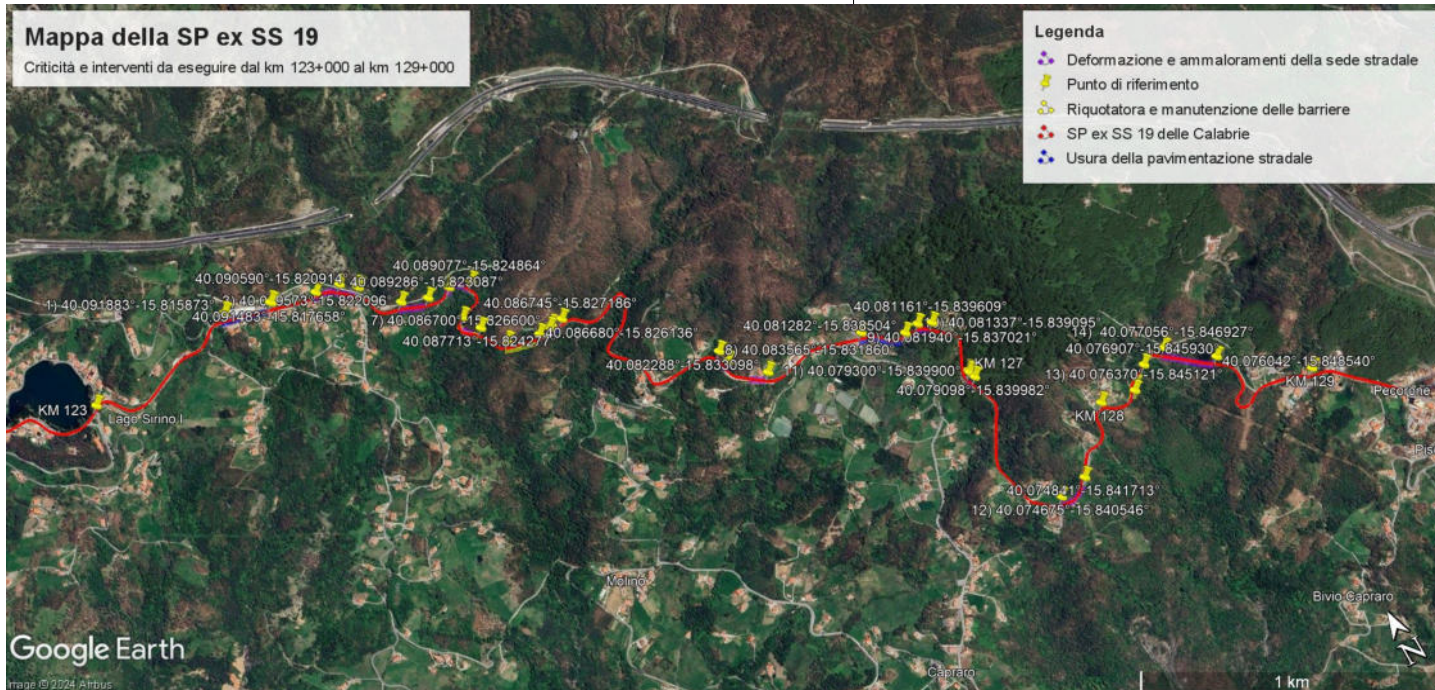 Mappa della SP ex SS 19
Criticità e interventi da eseguire dal km 123+000 al km 129+000
Legenda
Deformazione e ammaloramenti della sede stradale
Punto di riferimento
Riquotatora e manutenzione delle barriere
SP ex SS 19 delle Calabrie
Usura della pavimentazione stradale
40.089077°-15.824864°
40.090590°-15.820914°
40.089286°-15.823087°
1) 40.091883°-15.815873°
40.091483°-15.817658°
40.086745°-15.827186°
7) 40.086700°-15.826600°
40.086680°-15.826136°
40.087713°-15.824277°
40.081161°-15.839609°
40.081282°-15.838504°
40.081337°-15.839095°
9) 40.081940°-15.837021°
8) 40.083565°-15.831860°
40.082288°-15.833098°
11) 40.079300°-15.839900°
KM 127
40.079098°-15.839982°
14) 40.077056°-15.846927°
40.076907°-15.845930°
40.076042°-15.848540°
13) 40.076370°-15.845121°
KM 129
KM 128
KM 123
Lago Sirino I
Pecorone
12) 40.074675°-15.840546°
Molino
Bivio Capraro
Capraro
Google Earth
Image © 2024 Airbus
N
1 km